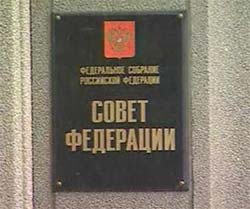 ФЕДЕРАЛЬНОЕ СОБРАНИЕ
РОССИЙСКОЙ ФЕДЕРАЦИИ
СОВЕТ
ФЕДЕРАЦИИ